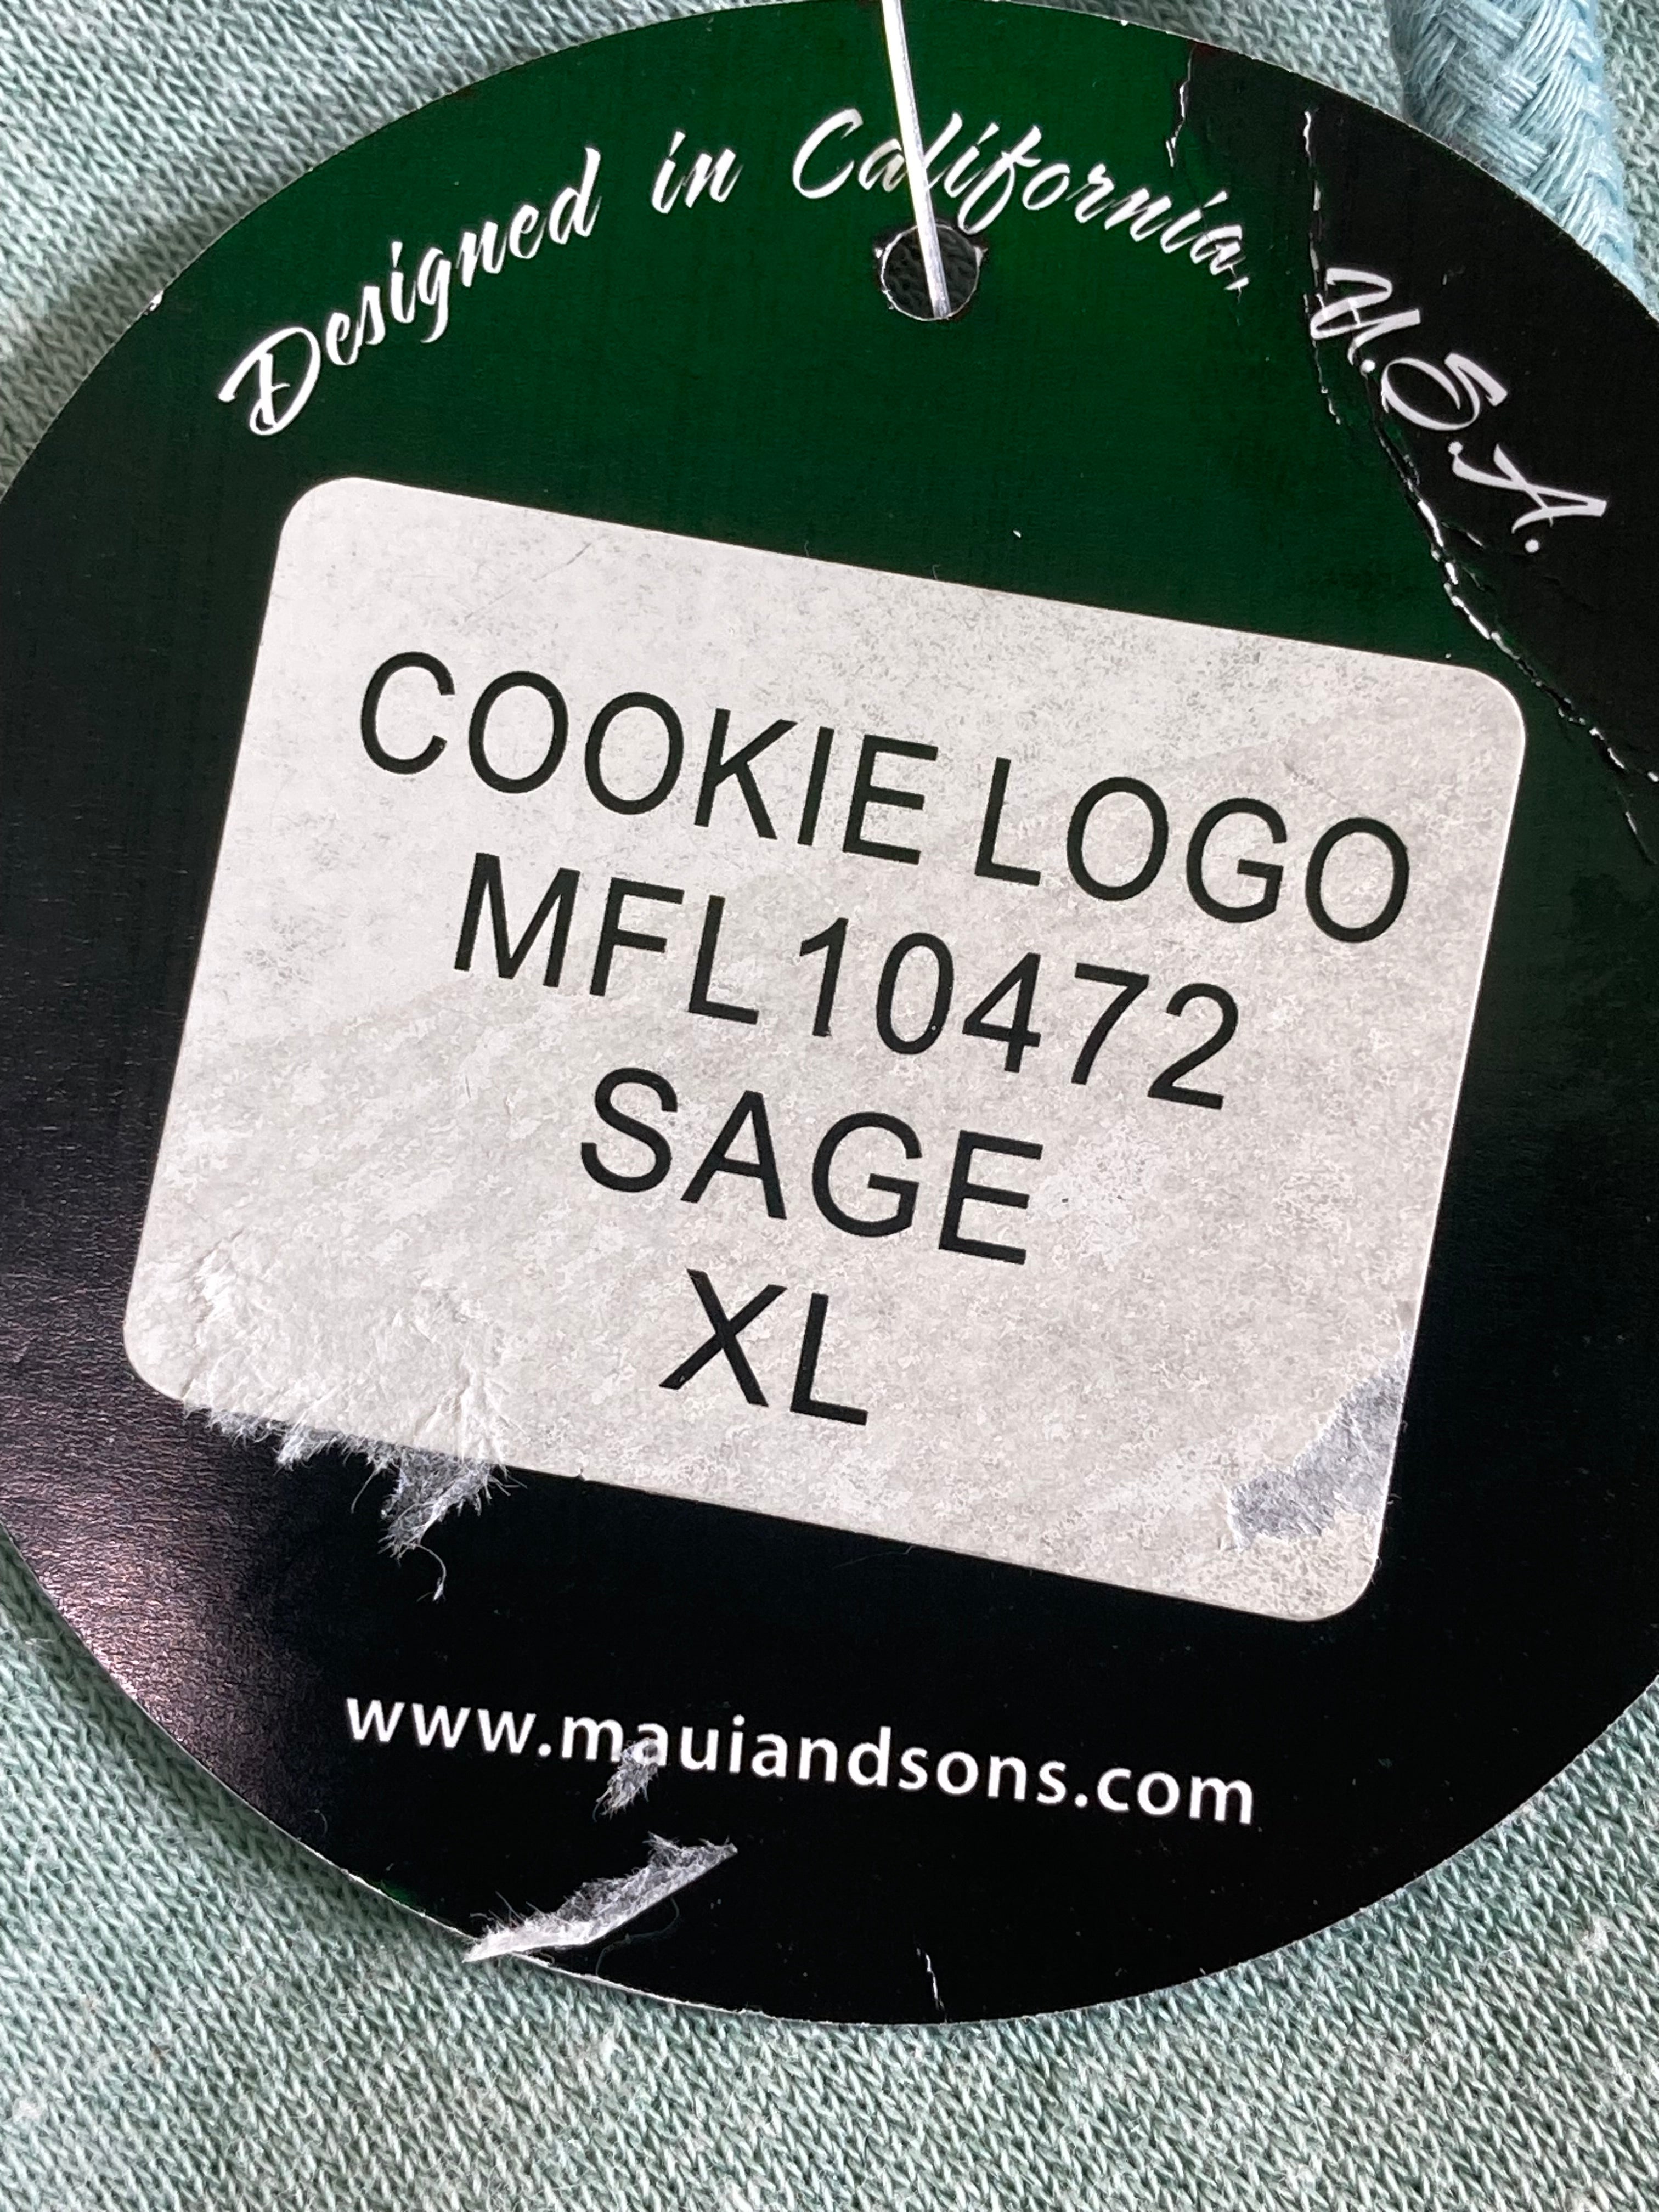 Designed in California, U.S.A.
COOKIE LOGO
MFL10472
SAGE
XL
www.mauiandsons.com